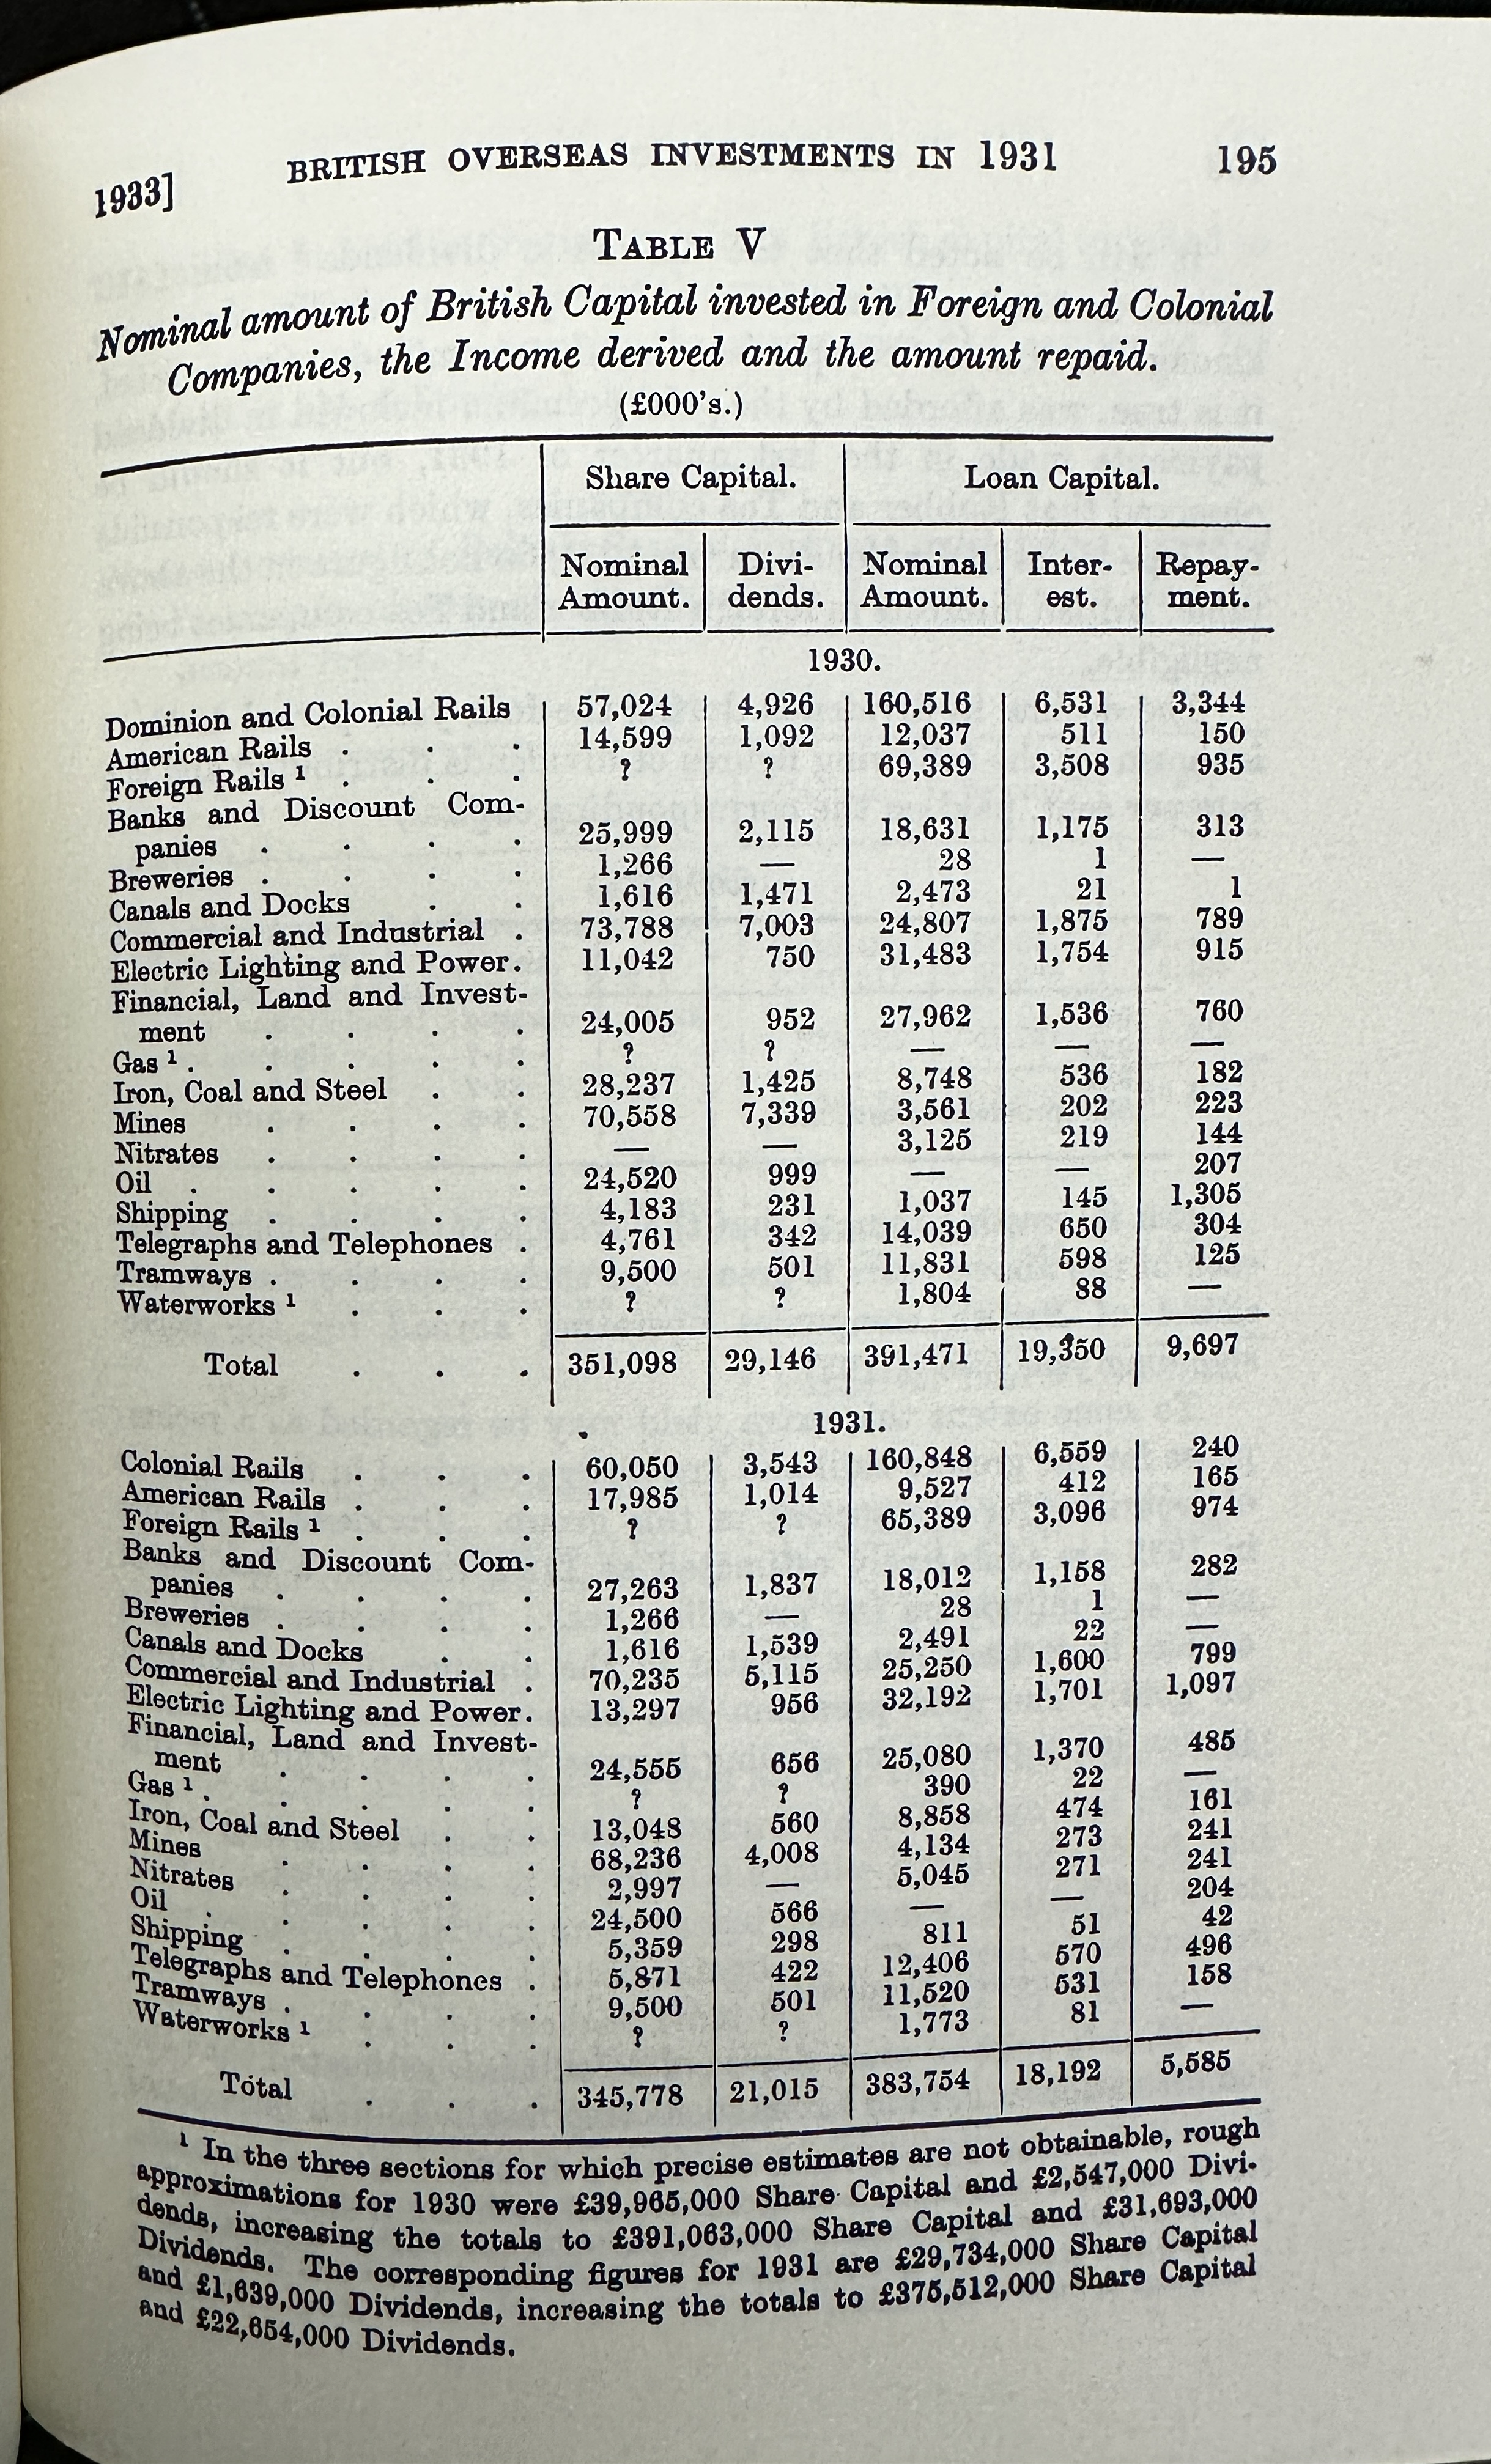 1933] BRITISH OVERSEAS INVESTMENTS IN 1931 195
TABLE V
Nominal amount of British Capital invested in Foreign and Colonial
Companies, the Income derived and the amount repaid.
(£000's.)
Share Capital. Loan Capital.
Nominal Amount. Divi-dends. Nominal Amount. Inter-est. Repay-ment.
1930.
Dominion and Colonial Rails 57,024 4,926 160,516 6,531 3,344
American Rails . . . 14,599 1,092 12,037 511 150
Foreign Rails ¹ . . . ? ? 69,389 3,508 935
Banks and Discount Com-
panies . . . . 25,999 2,115 18,631 1,175 313
Breweries . . . . 1,266 — 28 1 —
Canals and Docks . . 1,616 1,471 2,473 21 1
Commercial and Industrial . 73,788 7,003 24,807 1,875 789
Electric Lighting and Power. 11,042 750 31,483 1,754 915
Financial, Land and Invest-
ment . . . . 24,005 952 27,962 1,536 760
Gas ¹ . . . . . ? ? — — —
Iron, Coal and Steel . . 28,237 1,425 8,748 536 182
Mines . . . . 70,558 7,339 3,561 202 223
Nitrates . . . . — — 3,125 219 144
Oil . . . . . 24,520 999 — — 207
Shipping . . . . 4,183 231 1,037 145 1,305
Telegraphs and Telephones . 4,761 342 14,039 650 304
Tramways . . . . 9,500 501 11,831 598 125
Waterworks ¹ . . . ? ? 1,804 88 —
Total . . . 351,098 29,146 391,471 19,350 9,697
1931.
Colonial Rails . . . 60,050 3,543 160,848 6,559 240
American Rails . . . 17,985 1,014 9,527 412 165
Foreign Rails ¹ . . . ? ? 65,389 3,096 974
Banks and Discount Com-
panies . . . . 27,263 1,837 18,012 1,158 282
Breweries . . . . 1,266 — 28 1 —
Canals and Docks . . 1,616 1,539 2,491 22 —
Commercial and Industrial . 70,235 5,115 25,250 1,600 799
Electric Lighting and Power. 13,297 956 32,192 1,701 1,097
Financial, Land and Invest-
ment . . . . 24,555 656 25,080 1,370 485
Gas ¹ . . . . . ? ? 390 22 —
Iron, Coal and Steel . . 13,048 560 8,858 474 161
Mines . . . . 68,236 4,008 4,134 273 241
Nitrates . . . . 2,997 — 5,045 271 241
Oil . . . . . 24,500 566 — — 204
Shipping . . . . 5,359 298 811 51 42
Telegraphs and Telephones . 5,871 422 12,406 570 496
Tramways . . . . 9,500 501 11,520 531 158
Waterworks ¹ . . . ? ? 1,773 81 —
Total . . . 345,778 21,015 383,754 18,192 5,585
¹ In the three sections for which precise estimates are not obtainable, rough
approximations for 1930 were £39,965,000 Share Capital and £2,547,000 Divi-
dends, increasing the totals to £391,063,000 Share Capital and £31,693,000
Dividends. The corresponding figures for 1931 are £29,734,000 Share Capital
and £1,639,000 Dividends, increasing the totals to £375,512,000 Share Capital
and £22,654,000 Dividends.